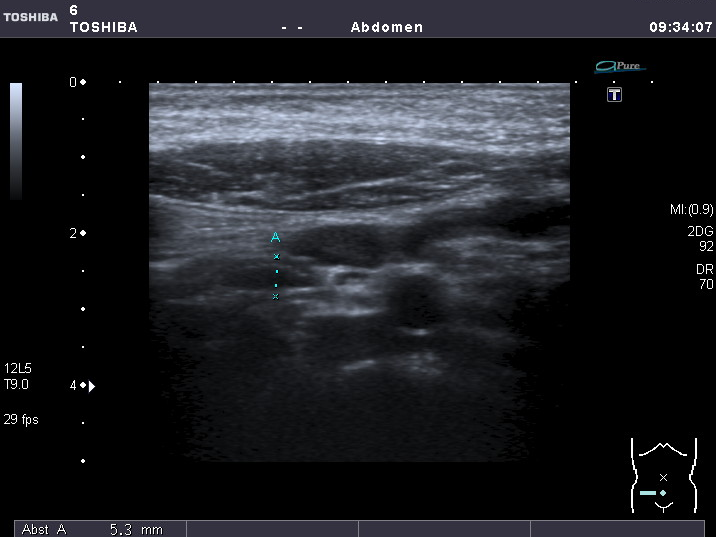 TOSHIBA
6
TOSHIBA - - Abdomen 09:34:07
aPure
0
T
MI:(0.9)
2
2DG
92
DR
70
A
12L5
T9.0
4
29 fps
Abst A 5.3 mm